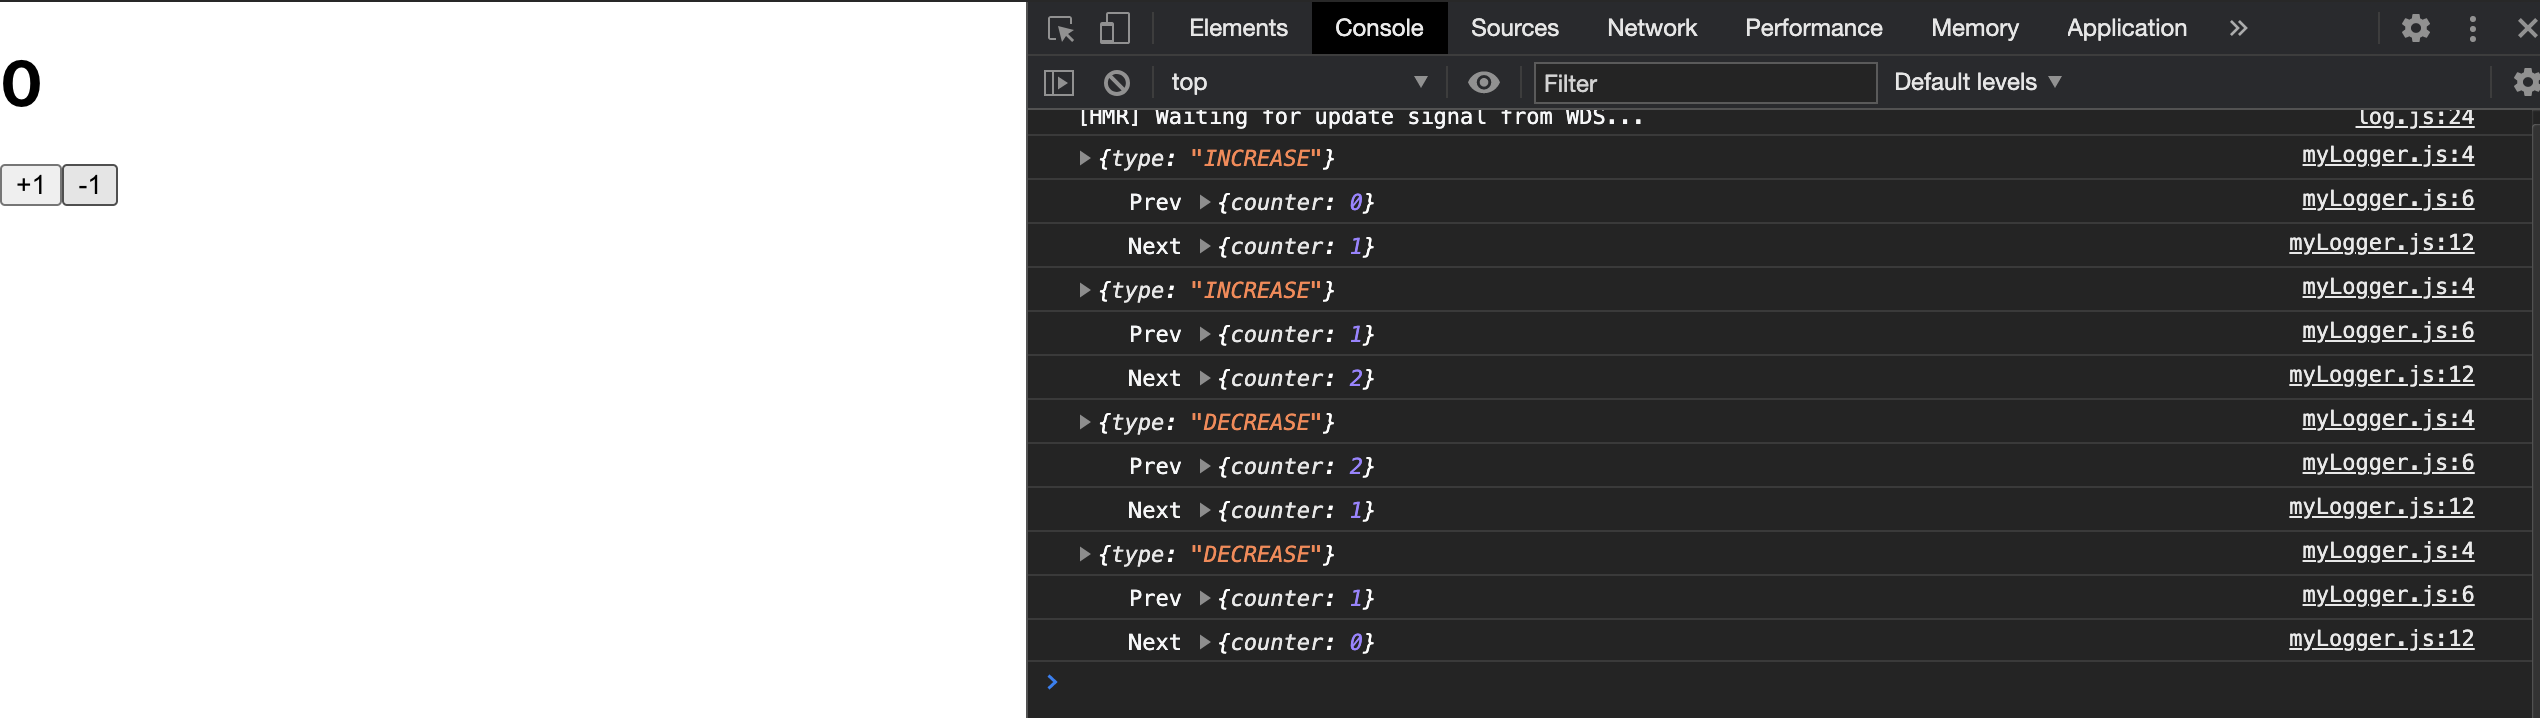 0
+1 -1
Elements Console Sources Network Performance Memory Application »
top Filter Default levels
[HMR] Waiting for update signal from WDS... log.js:24
{type: "INCREASE"} myLogger.js:4
Prev {counter: 0} myLogger.js:6
Next {counter: 1} myLogger.js:12
{type: "INCREASE"} myLogger.js:4
Prev {counter: 1} myLogger.js:6
Next {counter: 2} myLogger.js:12
{type: "DECREASE"} myLogger.js:4
Prev {counter: 2} myLogger.js:6
Next {counter: 1} myLogger.js:12
{type: "DECREASE"} myLogger.js:4
Prev {counter: 1} myLogger.js:6
Next {counter: 0} myLogger.js:12